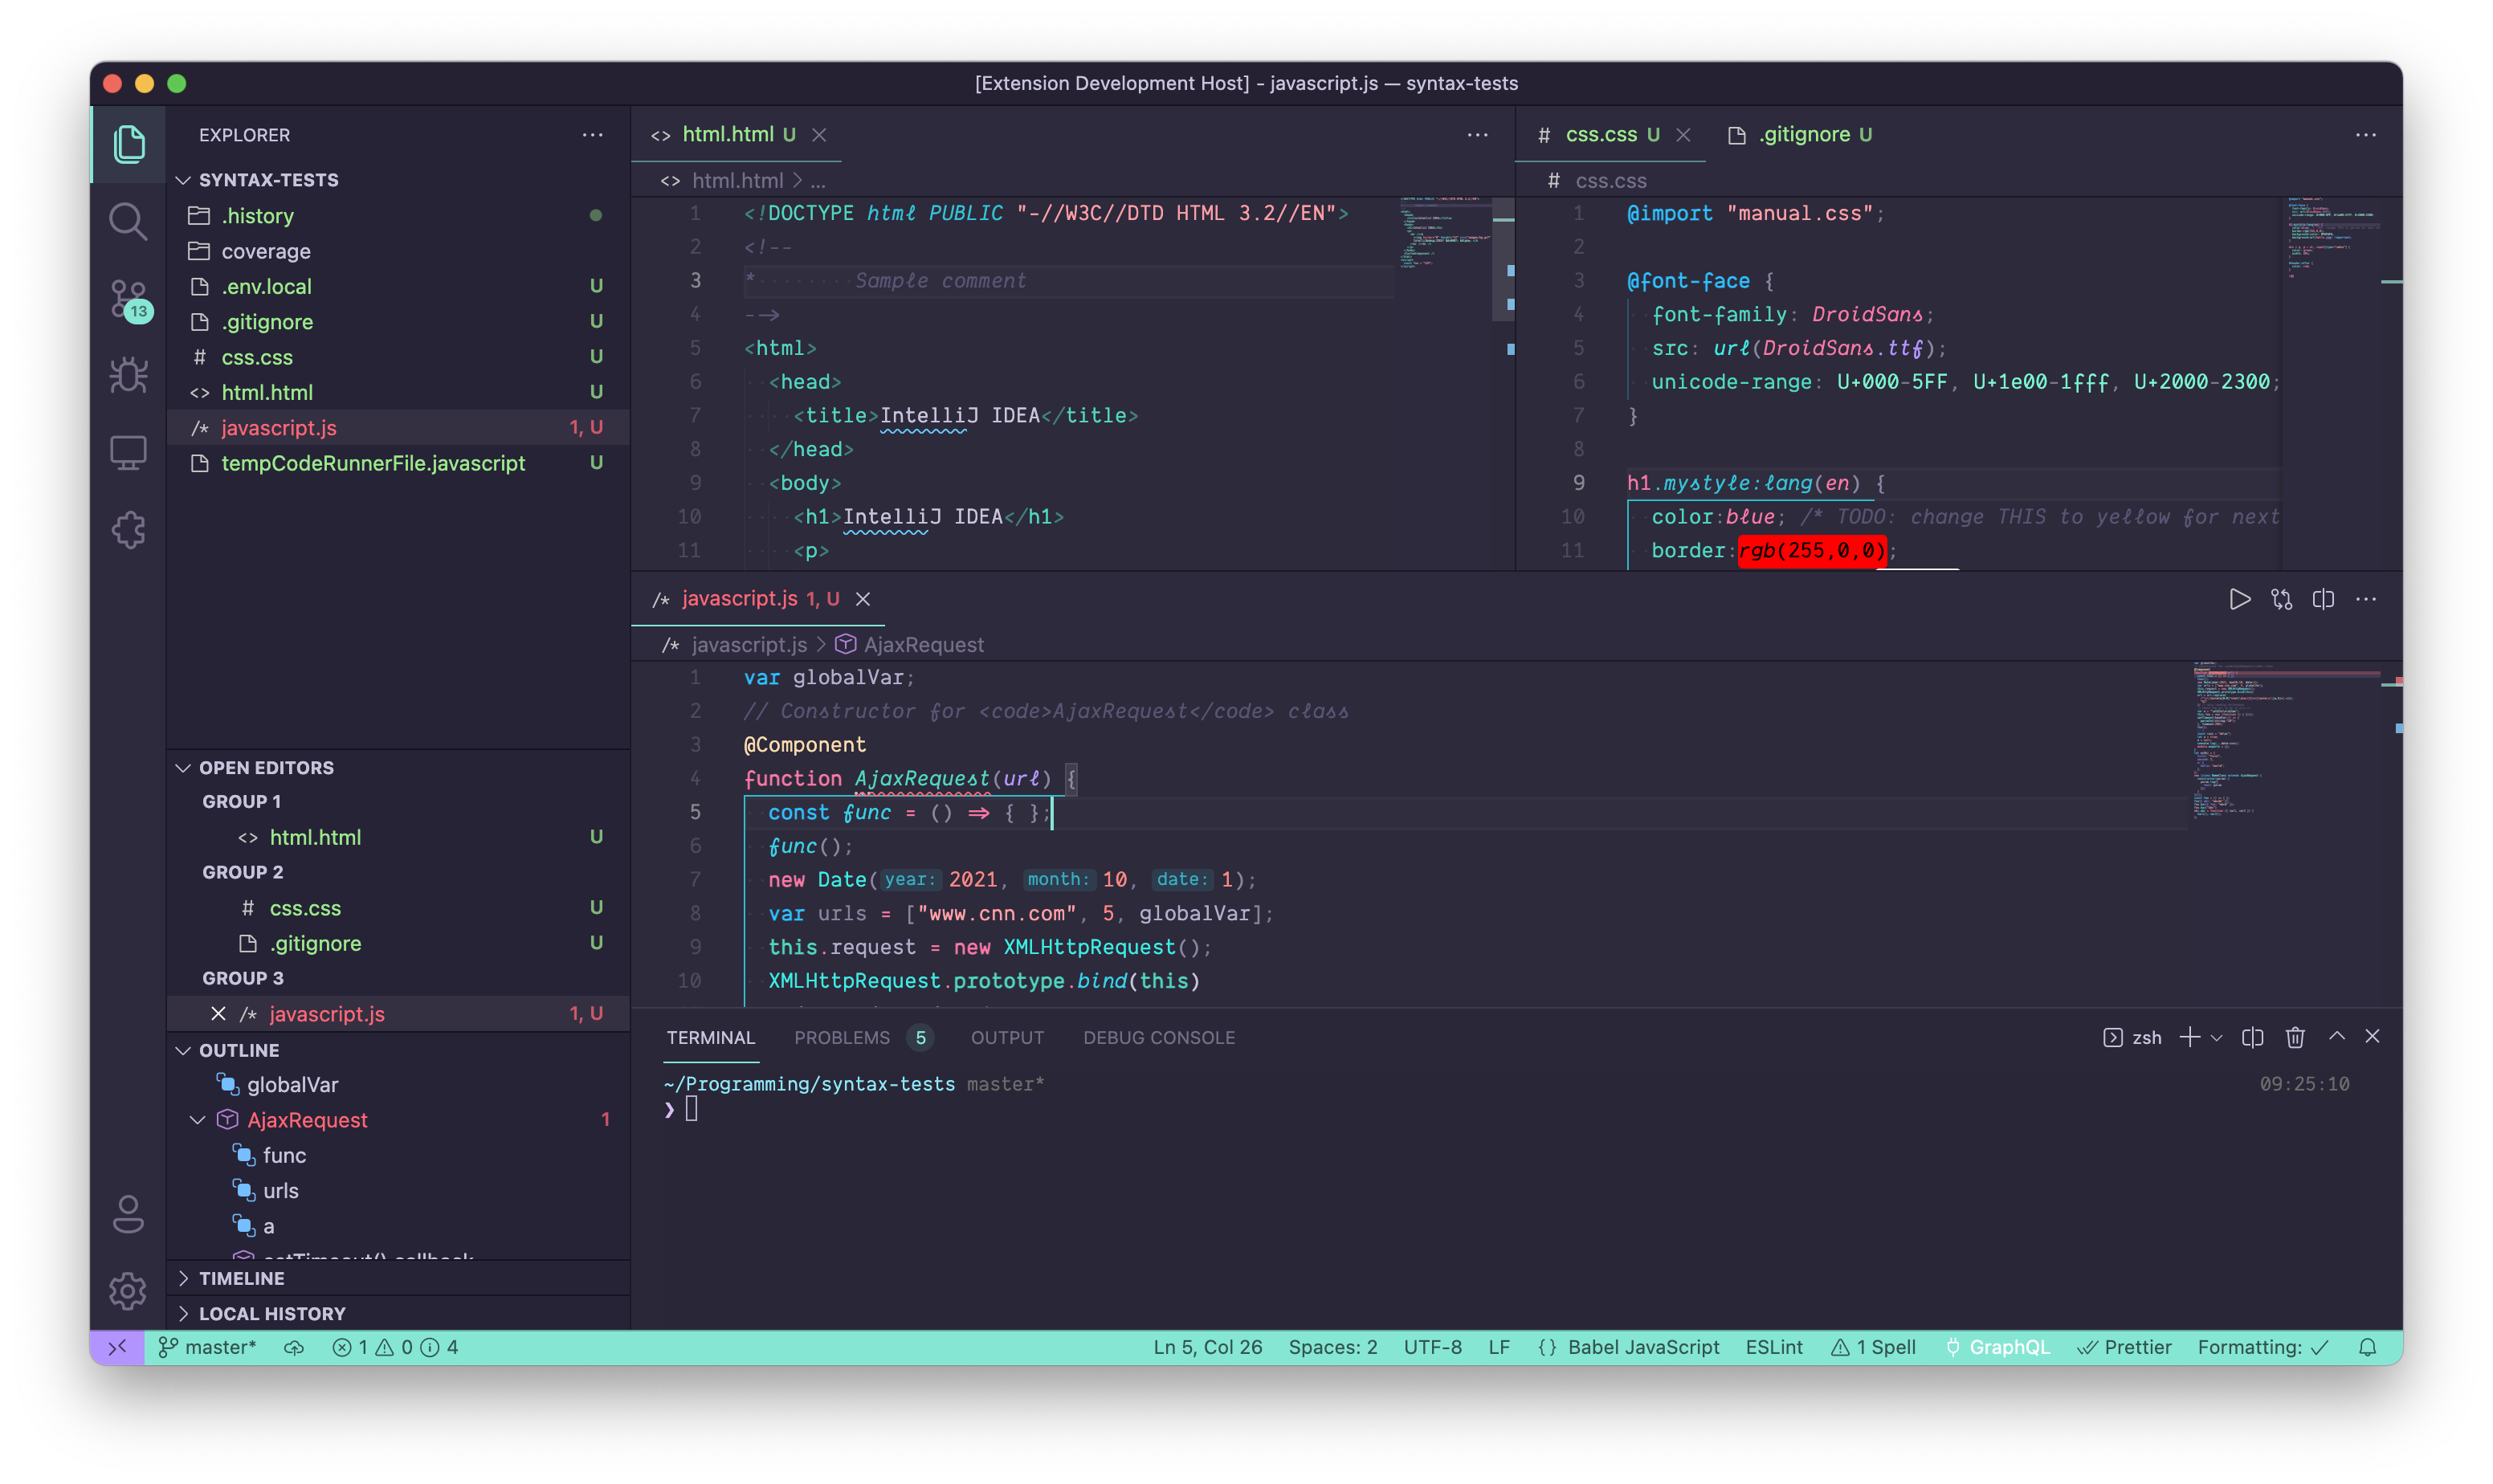 [Extension Development Host] - javascript.js — syntax-tests
EXPLORER
SYNTAX-TESTS
.history
coverage
.env.local U
.gitignore U
# css.css U
<> html.html U
/* javascript.js 1, U
tempCodeRunnerFile.javascript U
13
OPEN EDITORS
GROUP 1
<> html.html U
GROUP 2
# css.css U
.gitignore U
GROUP 3
/* javascript.js 1, U
OUTLINE
globalVar
AjaxRequest 1
func
urls
a
TIMELINE
LOCAL HISTORY
<> html.html U
<> html.html > ...
1 <!DOCTYPE html PUBLIC "-//W3C//DTD HTML 3.2//EN">
2 <!--
3 * Sample comment
4 -->
5 <html>
6 <head>
7 <title>IntelliJ IDEA</title>
8 </head>
9 <body>
10 <h1>IntelliJ IDEA</h1>
11 <p>
# css.css U .gitignore U
# css.css
1 @import "manual.css";
2
3 @font-face {
4 font-family: DroidSans;
5 src: url(DroidSans.ttf);
6 unicode-range: U+000-5FF, U+1e00-1fff, U+2000-2300;
7 }
8
9 h1.mystyle:lang(en) {
10 color:blue; /* TODO: change THIS to yellow for next
11 border:rgb(255,0,0);
/* javascript.js 1, U
/* javascript.js > AjaxRequest
1 var globalVar;
2 // Constructor for <code>AjaxRequest</code> class
3 @Component
4 function AjaxRequest(url) {
5 const func = () => { };
6 func();
7 new Date(year: 2021, month: 10, date: 1);
8 var urls = ["www.cnn.com", 5, globalVar];
9 this.request = new XMLHttpRequest();
10 XMLHttpRequest.prototype.bind(this)
TERMINAL PROBLEMS 5 OUTPUT DEBUG CONSOLE zsh
~/Programming/syntax-tests master* 09:25:10
❯
master* 1 0 4 Ln 5, Col 26 Spaces: 2 UTF-8 LF {} Babel JavaScript ESLint 1 Spell GraphQL Prettier Formatting: ✓